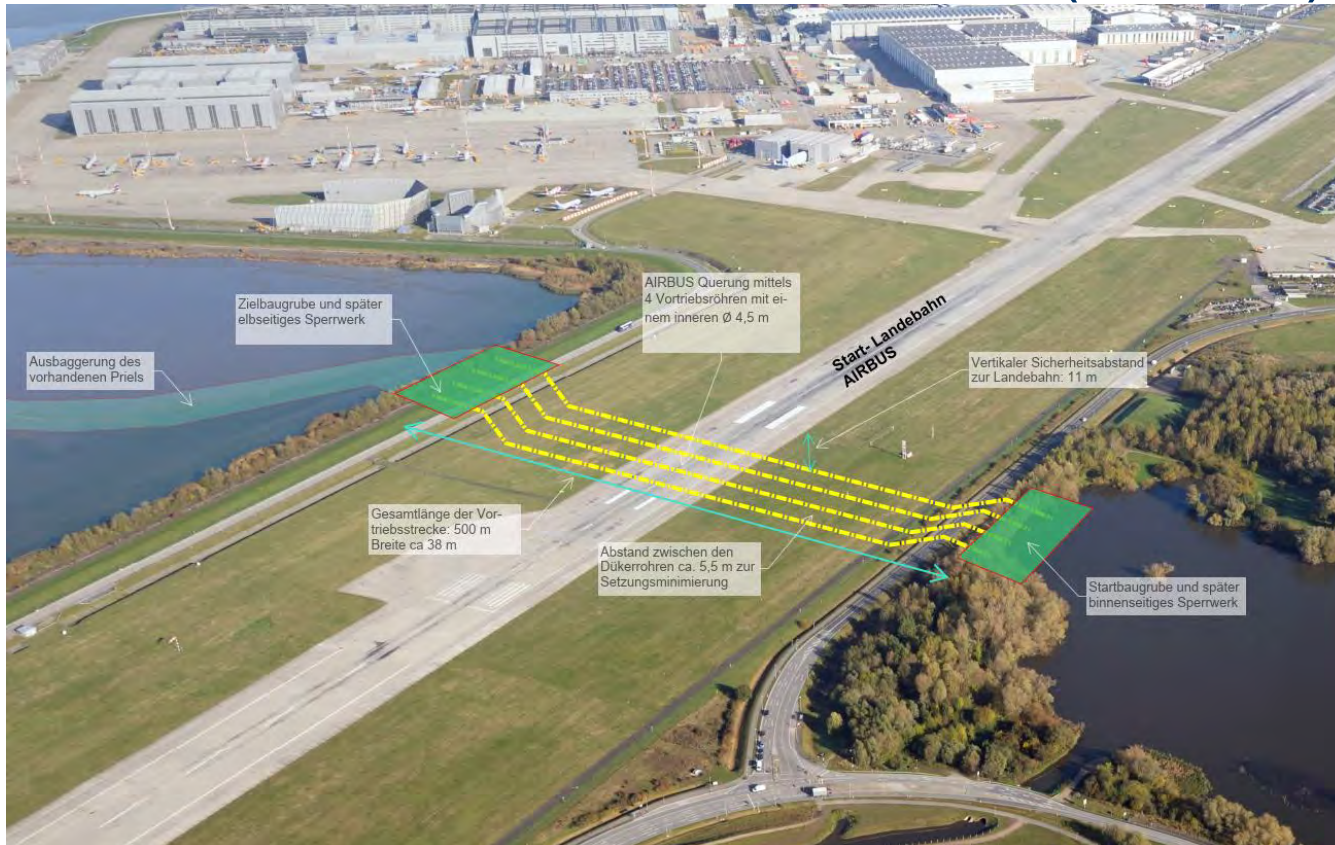 AIRBUS Querung mittels
4 Vortriebsröhren mit ei-
nem inneren Ø 4,5 m
Zielbaugrube und später
elbseitiges Sperrwerk
Start- Landebahn
AIRBUS
Ausbaggerung des
vorhandenen Priels
Vertikaler Sicherheitsabstand
zur Landebahn: 11 m
Gesamtlänge der Vor-
triebsstrecke: 500 m
Breite ca 38 m
Abstand zwischen den
Dükerrohren ca. 5,5 m zur
Setzungsminimierung
Startbaugrube und später
binnenseitiges Sperrwerk